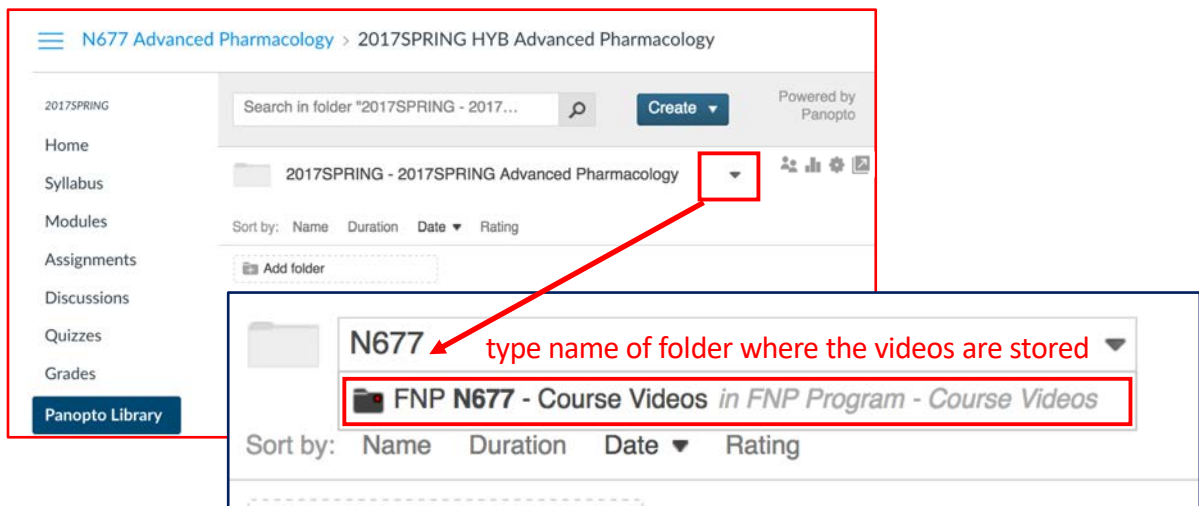 N677 Advanced Pharmacology > 2017SPRING HYB Advanced Pharmacology
2017SPRING
Home
Syllabus
Modules
Assignments
Discussions
Quizzes
Grades
Panopto Library
Search in folder "2017SPRING - 2017...
Create
Powered by
Panopto
2017SPRING - 2017SPRING Advanced Pharmacology
Sort by: Name Duration Date Rating
Add folder
N677 type name of folder where the videos are stored
FNP N677 - Course Videos in FNP Program - Course Videos
Sort by: Name Duration Date Rating